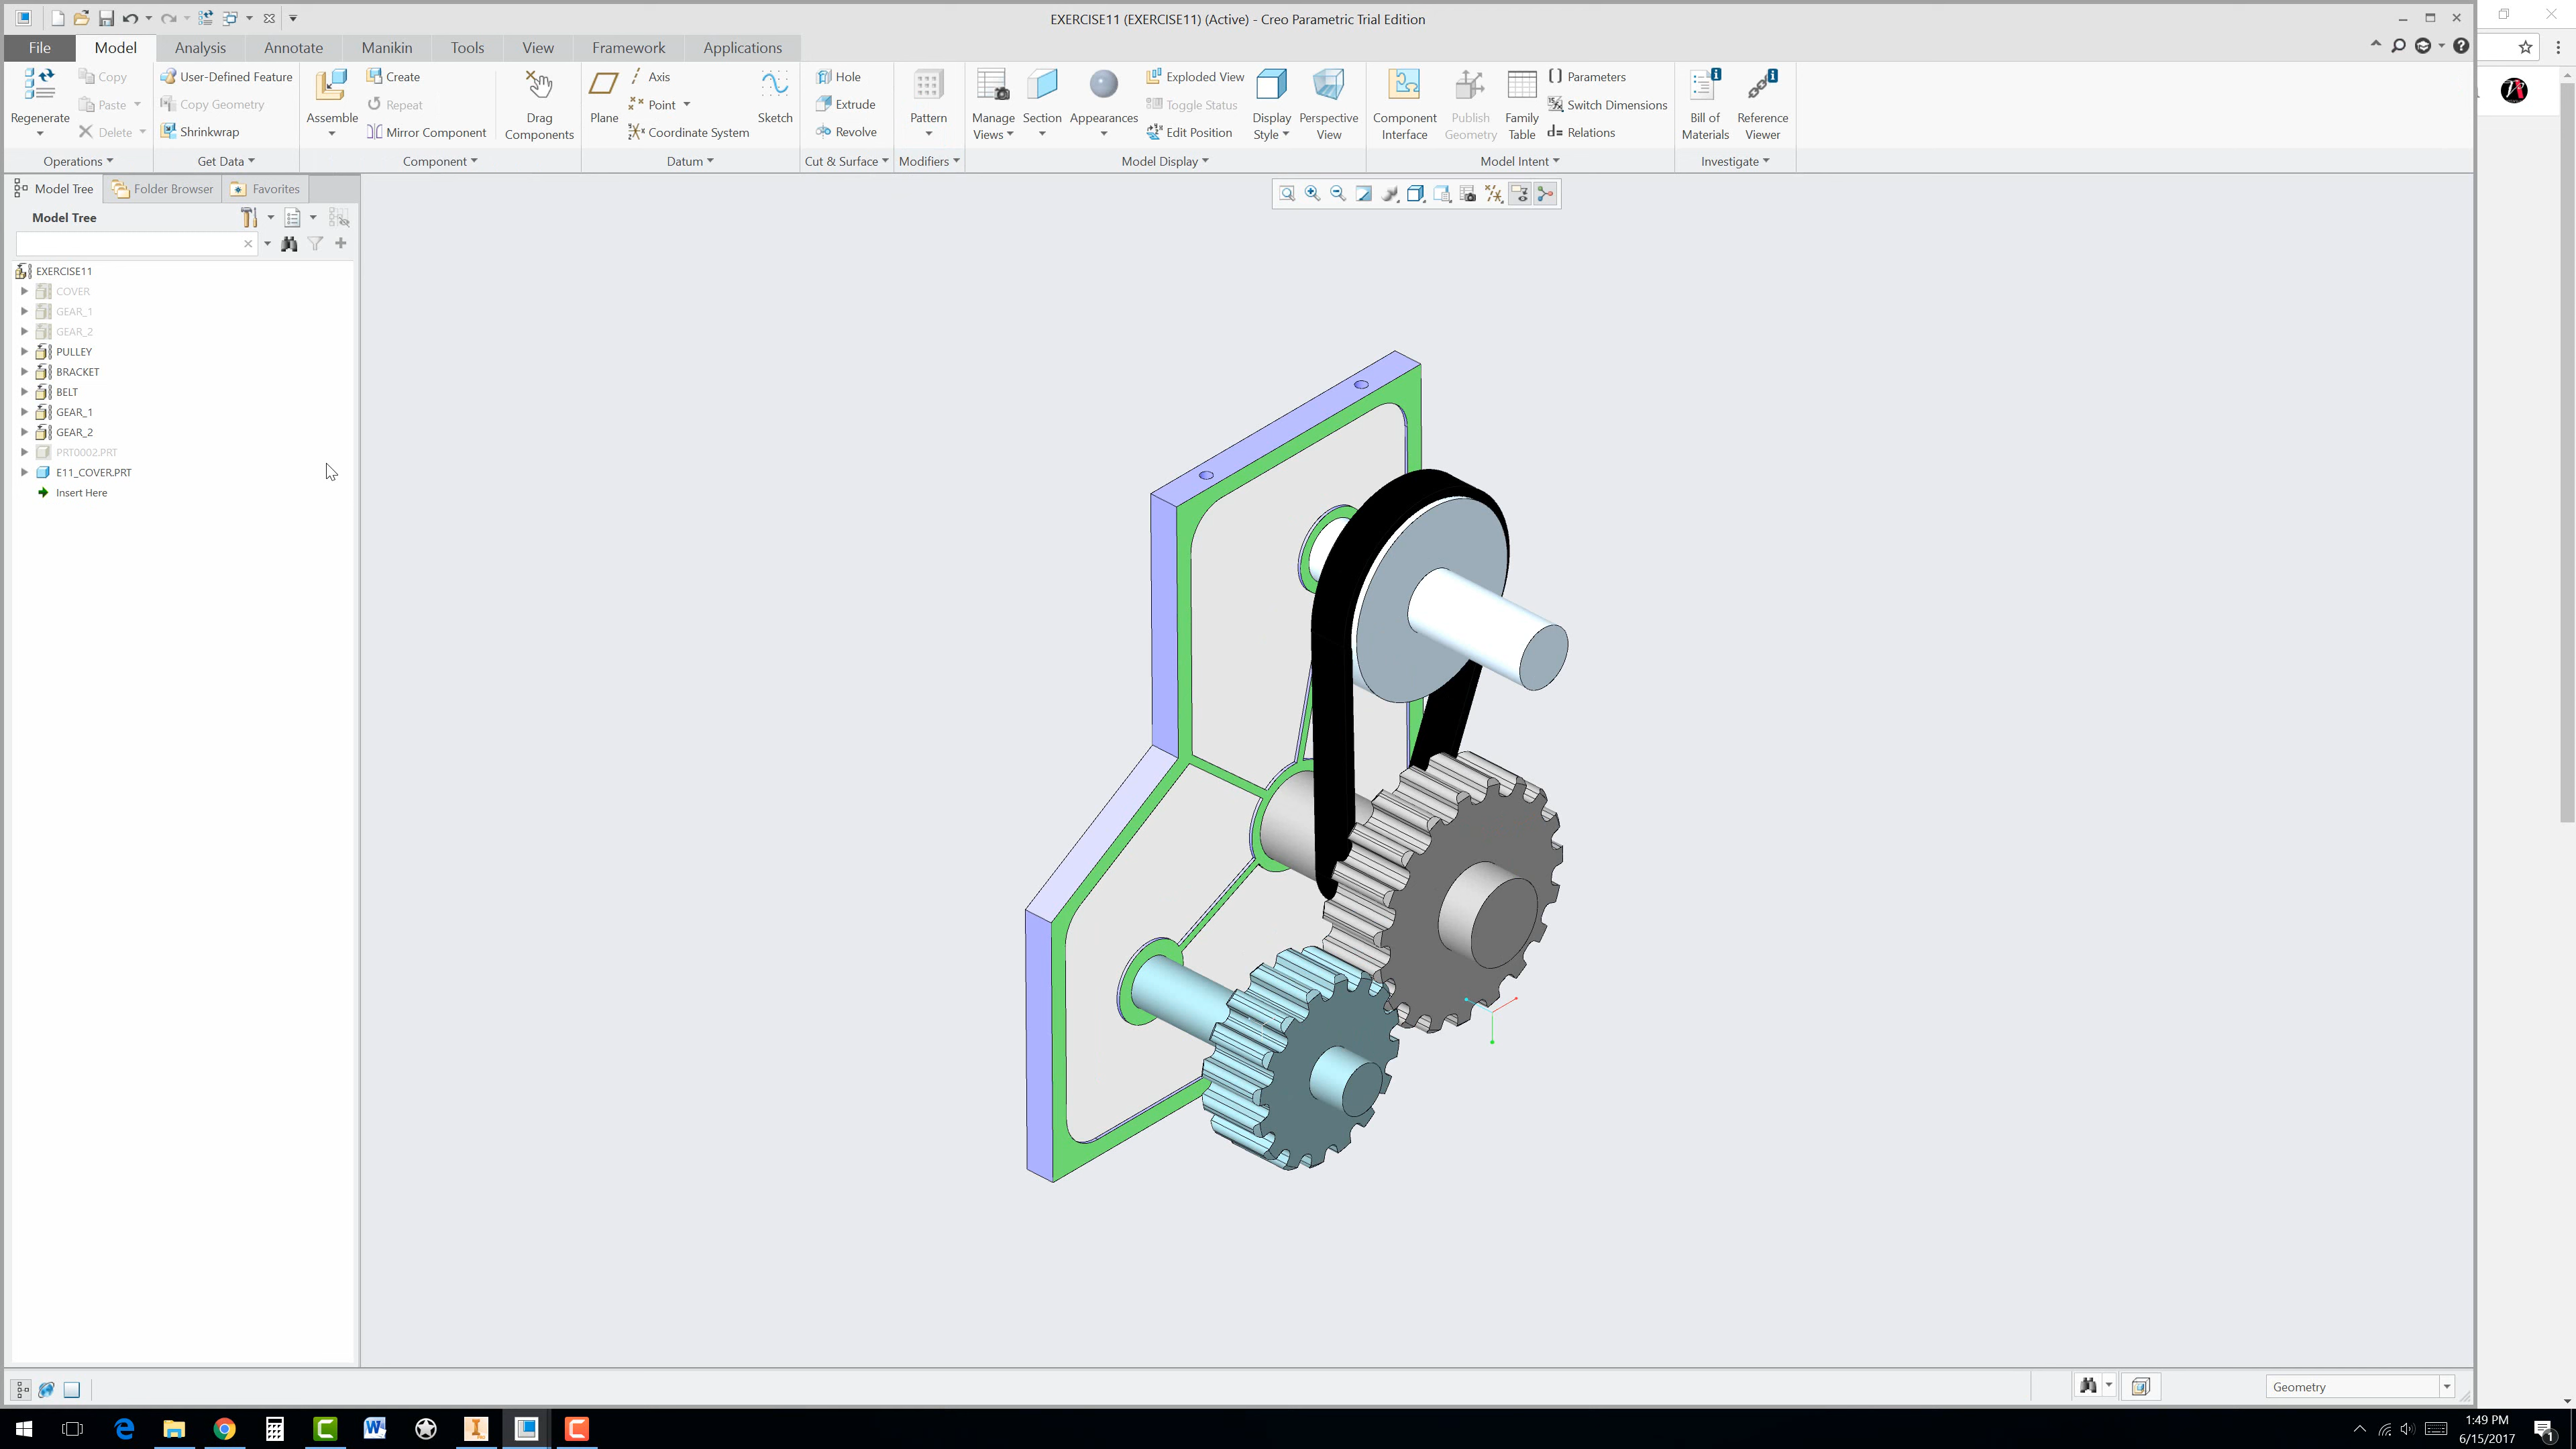 EXERCISE11 (EXERCISE11) (Active) - Creo Parametric Trial Edition
File Model Analysis Annotate Manikin Tools View Framework Applications
Regenerate
Copy
Paste
Delete
Operations
User-Defined Feature
Copy Geometry
Shrinkwrap
Get Data
Assemble
Create
Repeat
Mirror Component
Drag
Components
Component
Plane
Axis
Point
Coordinate System
Sketch
Datum
Hole
Extrude
Revolve
Cut & Surface
Pattern
Modifiers
Manage
Views
Section
Appearances
Exploded View
Toggle Status
Edit Position
Display
Style
Perspective
View
Model Display
Component
Interface
Publish
Geometry
Family
Table
Parameters
Switch Dimensions
d= Relations
Model Intent
Bill of
Materials
Reference
Viewer
Investigate
Model Tree Folder Browser Favorites
Model Tree
EXERCISE11
COVER
GEAR_1
GEAR_2
PULLEY
BRACKET
BELT
GEAR_1
GEAR_2
PRT0002.PRT
E11_COVER.PRT
Insert Here
Geometry
1:49 PM
6/15/2017
1